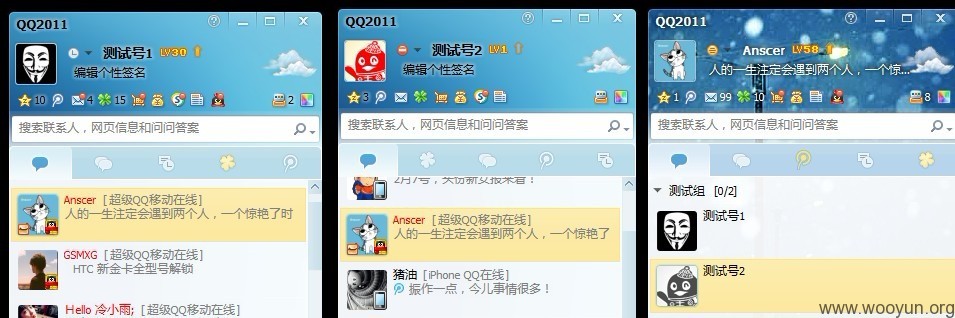 QQ2011
测试号1 LV30
编辑个性签名
10 4 15 2
搜索联系人，网页信息和问问答案
Anscer [超级QQ移动在线]
人的一生注定会遇到两个人，一个惊艳了时
GSMXG [超级QQ移动在线]
HTC 新金卡全型号解锁
Hello 冷小雨; [超级QQ移动在线]
QQ2011
测试号2 LV1
编辑个性签名
3
搜索联系人，网页信息和问问答案
2月7号，头份新女报来着！
Anscer [超级QQ移动在线]
人的一生注定会遇到两个人，一个惊艳了
猪油 [iPhone QQ在线]
振作一点，今儿事情很多！
QQ2011
Anscer LV58
人的一生注定会遇到两个人，一个惊...
1 99 10 8
搜索联系人，网页信息和问问答案
测试组 [0/2]
测试号1
测试号2
www.wooyun.org